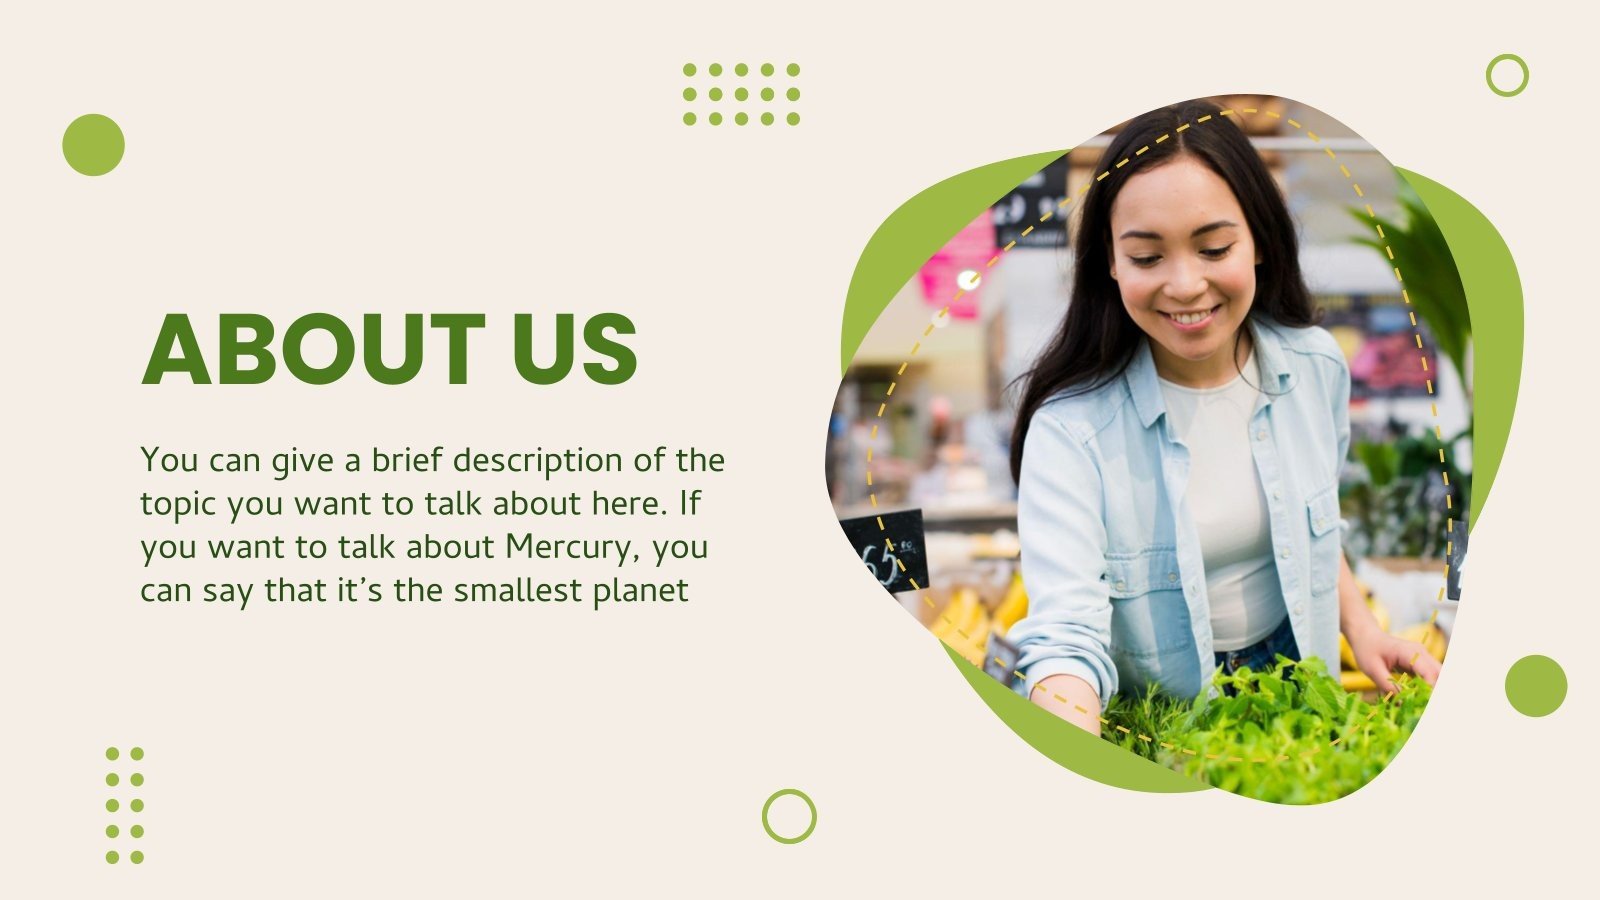 ABOUT US
You can give a brief description of the
topic you want to talk about here. If
you want to talk about Mercury, you
can say that it’s the smallest planet
65